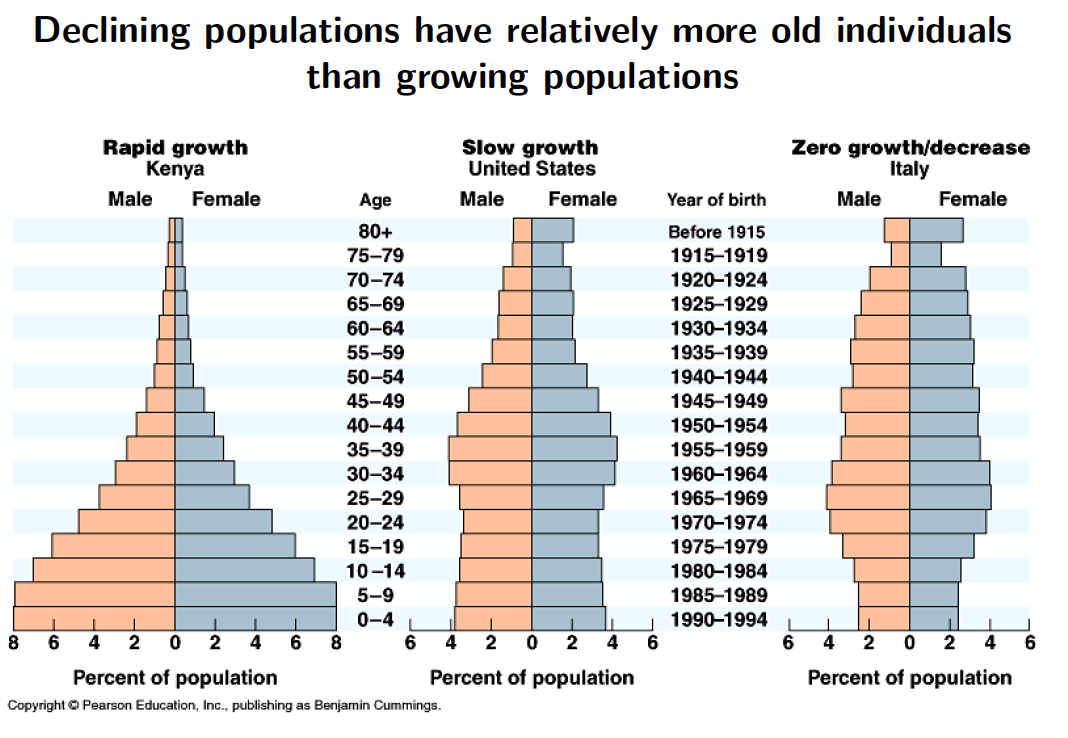 Declining populations have relatively more old individuals
than growing populations
Rapid growth
Kenya
Slow growth
United States
Zero growth/decrease
Italy
Male Female Age Male Female Year of birth Male Female
80+ Before 1915
75–79 1915–1919
70–74 1920–1924
65–69 1925–1929
60–64 1930–1934
55–59 1935–1939
50–54 1940–1944
45–49 1945–1949
40–44 1950–1954
35–39 1955–1959
30–34 1960–1964
25–29 1965–1969
20–24 1970–1974
15–19 1975–1979
10–14 1980–1984
5–9 1985–1989
0–4 1990–1994
8 6 4 2 0 2 4 6 8 6 4 2 0 2 4 6 6 4 2 0 2 4 6
Percent of population Percent of population Percent of population
Copyright © Pearson Education, Inc., publishing as Benjamin Cummings.